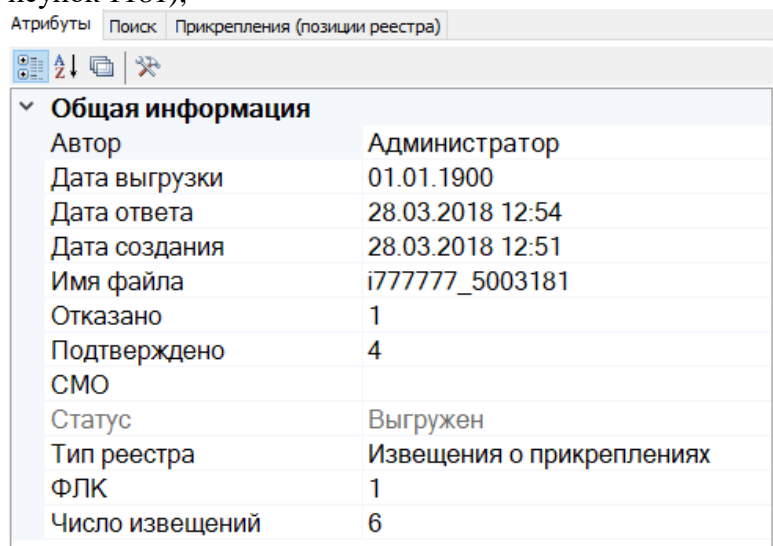 исунок 1181),
Атрибуты Поиск Прикрепления (позиции реестра)
Общая информация
Автор Администратор
Дата выгрузки 01.01.1900
Дата ответа 28.03.2018 12:54
Дата создания 28.03.2018 12:51
Имя файла i777777_5003181
Отказано 1
Подтверждено 4
СМО
Статус Выгружен
Тип реестра Извещения о прикреплениях
ФЛК 1
Число извещений 6